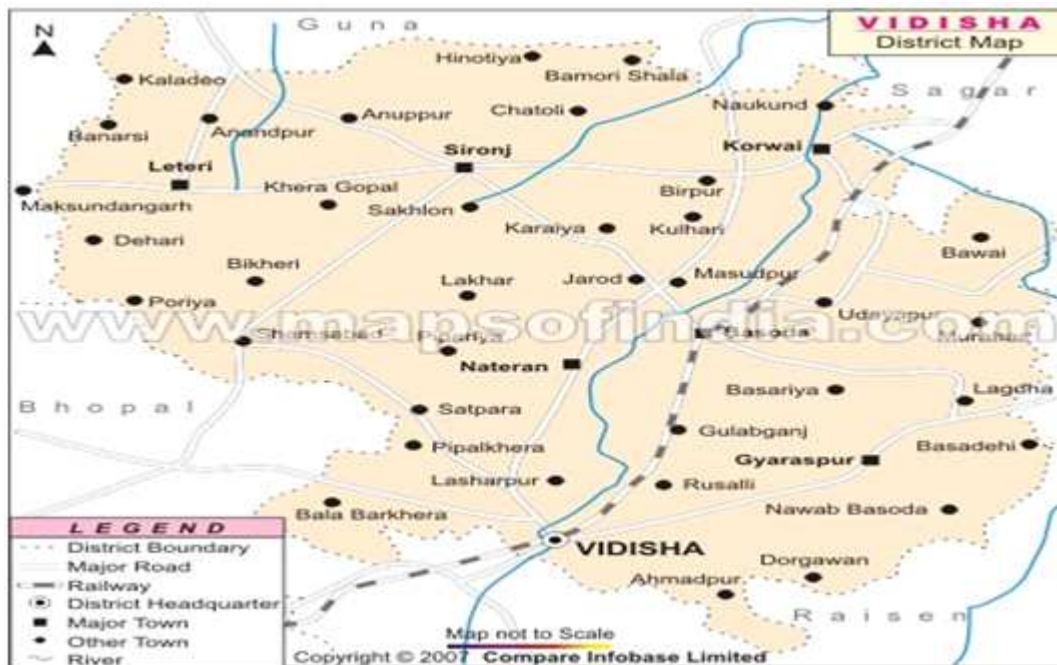 VIDISHA
District Map
N
Guna
Sagar
Hinotiya
Bamori Shala
Kaladeo
Chatoli
Naukund
Banarsi
Anandpur
Anuppur
Leteri
Sironj
Korwai
Khera Gopal
Birpur
Maksundangarh
Sakhlon
Karaiya
Kulhari
Dehari
Bawai
Bikheri
Lakhar
Jarod
Masudpur
Poriya
Udayapur
www.mapsofindia.com
Shamsabad
Pipariya
Basoda
Nateran
Basariya
Lagdha
Bhopal
Satpara
Gulabganj
Pipalkhera
Gyaraspur
Basadehi
Lasharpur
Rusalli
Bala Barkhera
Nawab Basoda
LEGEND
District Boundary
Major Road
Railway
District Headquarter
Major Town
Other Town
River
VIDISHA
Dorgawan
Ahmadpur
Raisen
Map not to Scale
Copyright © 2007 Compare Infobase Limited